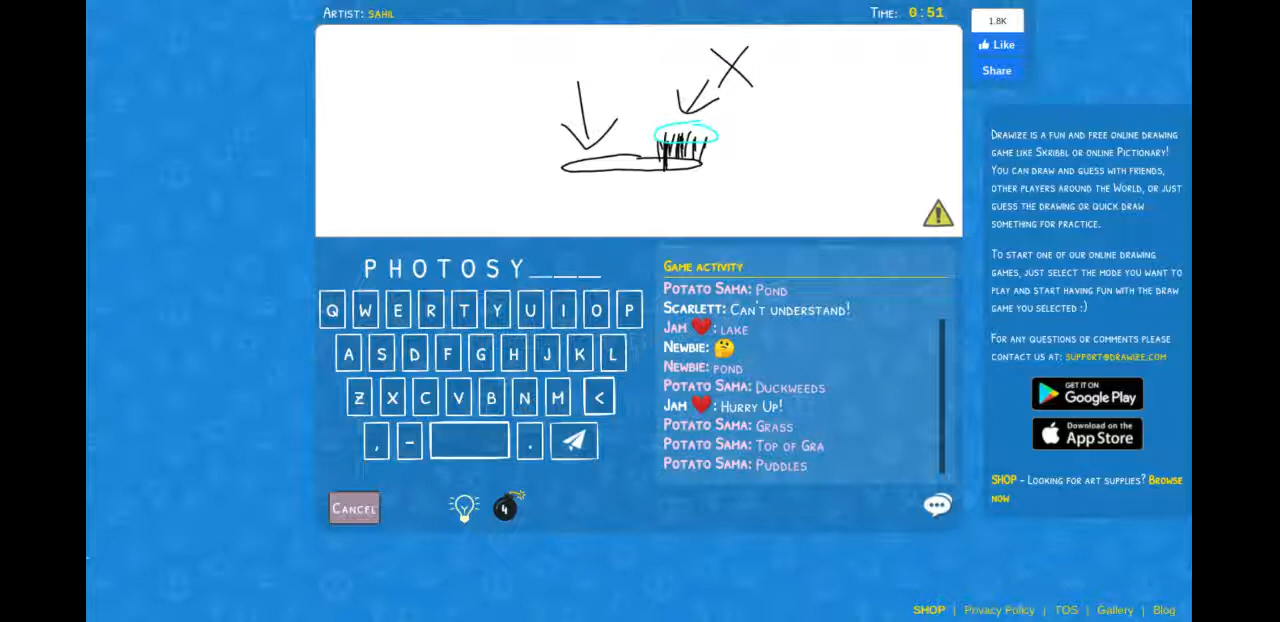 Artist: sahil
Time: 0:51
1.8K
Like
Share
Drawize is a fun and free online drawing
game like Skribbl or online Pictionary!
You can draw and guess with friends,
other players around the World, or just
guess the drawing or quick draw
something for practice.
To start one of our online drawing
games, just select the mode you want to
play and start having fun with the draw
game you selected :)
For any questions or comments please
contact us at: support@drawize.com
GET IT ON
Google Play
Download on the
App Store
SHOP - Looking for art supplies? Browse
now
PHOTOSY___
Q W E R T Y U I O P
A S D F G H J K L
Z X C V B N M <
, - .
Cancel
4
Game activity
Potato Sama: Pond
Scarlett: Can't understand!
Jam ❤: lake
Newbie: 🤔
Newbie: pond
Potato Sama: Duckweeds
Jam ❤: Hurry Up!
Potato Sama: Grass
Potato Sama: Top of Gra
Potato Sama: Puddles
SHOP | Privacy Policy | TOS | Gallery | Blog